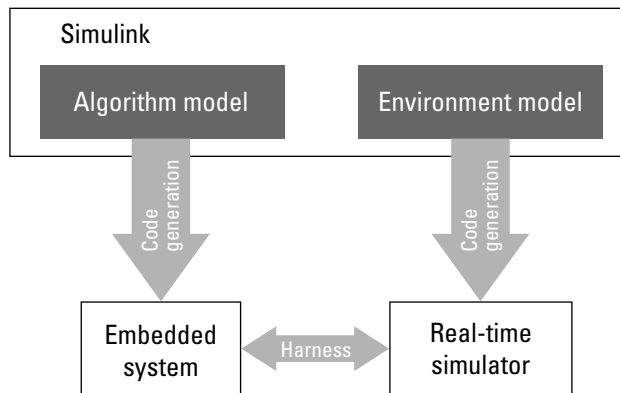 Simulink
Algorithm model
Environment model
Code
generation
Code
generation
Embedded
system
Harness
Real-time
simulator